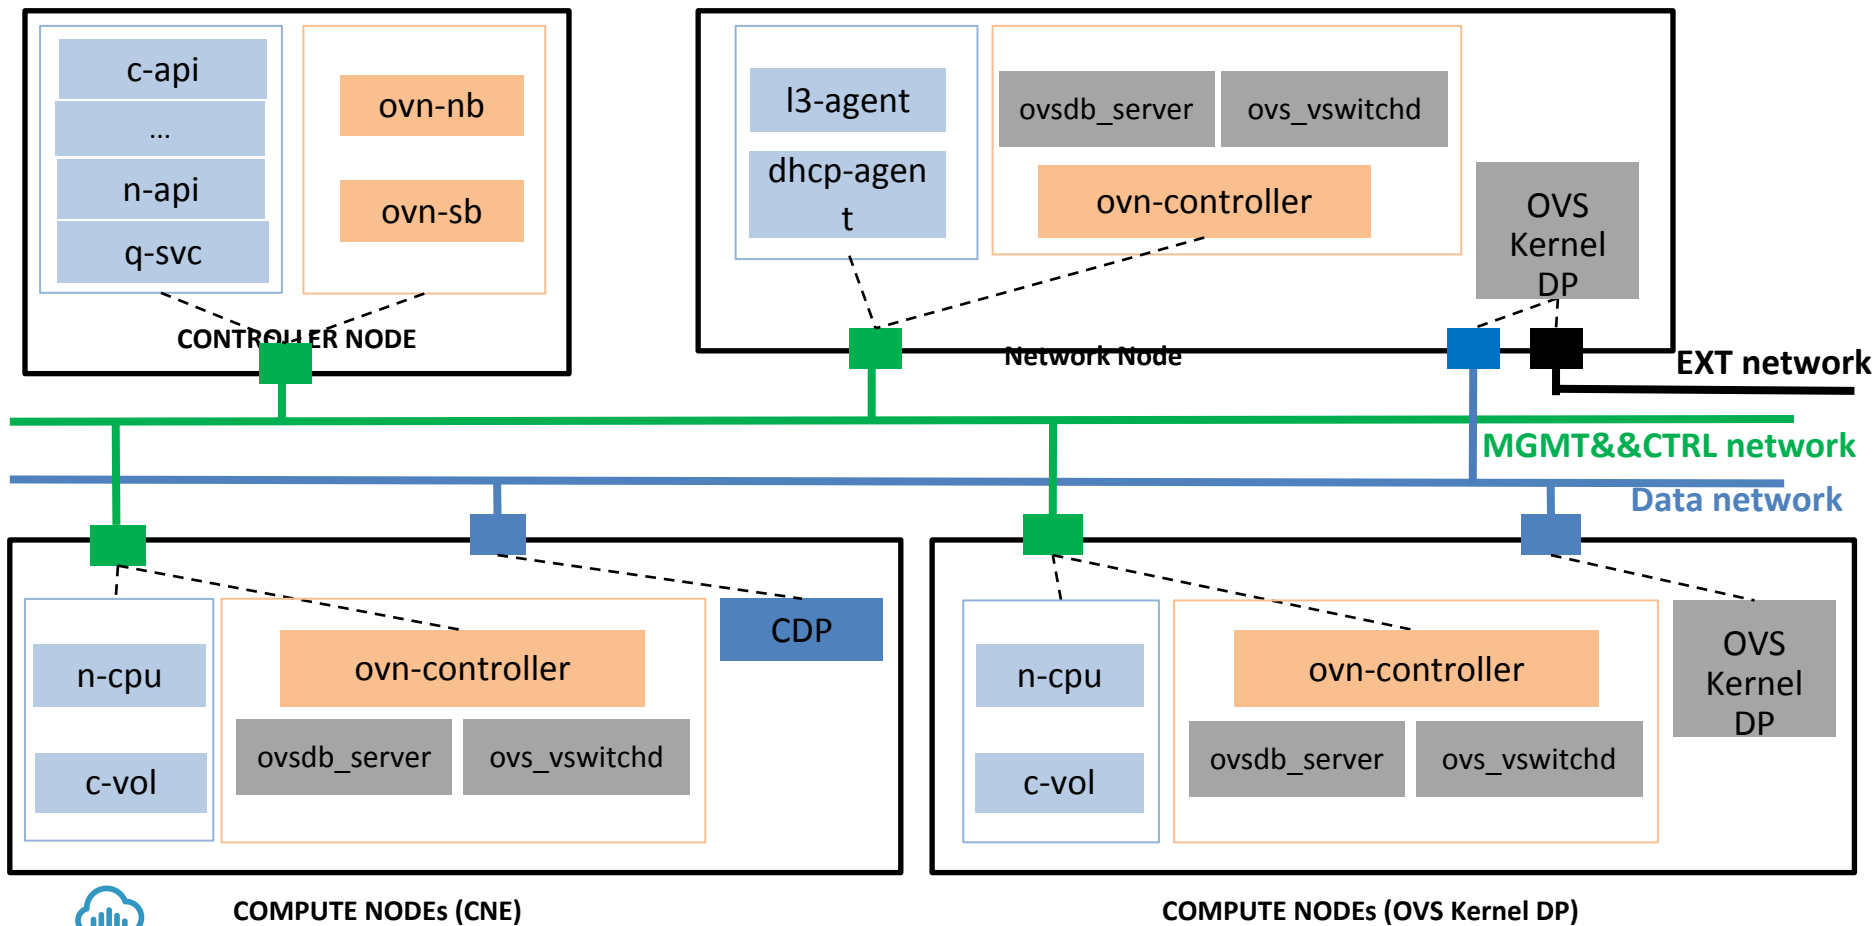 c-api
...
n-api
q-svc
ovn-nb
ovn-sb
CONTROLLER NODE
l3-agent
dhcp-agen
t
ovsdb_server
ovs_vswitchd
ovn-controller
OVS
Kernel
DP
Network Node
EXT network
MGMT&&CTRL network
Data network
n-cpu
c-vol
ovn-controller
ovsdb_server
ovs_vswitchd
CDP
COMPUTE NODEs (CNE)
n-cpu
c-vol
ovn-controller
ovsdb_server
ovs_vswitchd
OVS
Kernel
DP
COMPUTE NODEs (OVS Kernel DP)